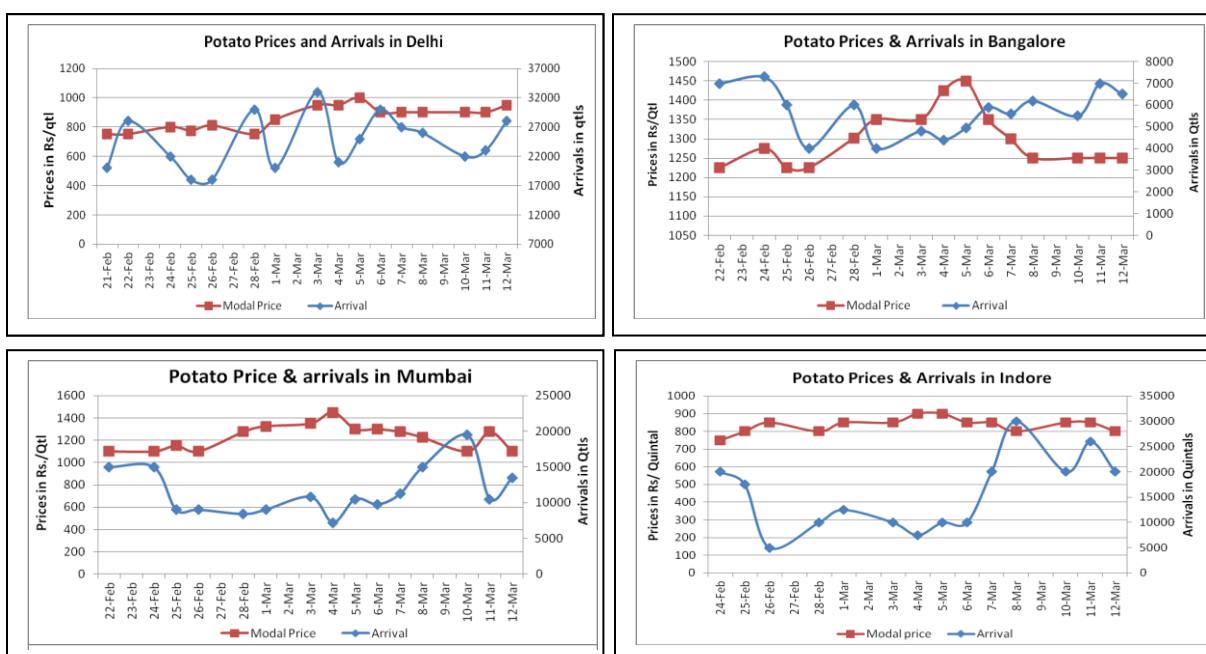 Potato Prices and Arrivals in Delhi
Prices in Rs/qtl
1200
1000
800
600
400
200
0
37000
32000
27000
22000
17000
12000
7000
Arrivals in qtls
21-Feb
22-Feb
23-Feb
24-Feb
25-Feb
26-Feb
27-Feb
28-Feb
1-Mar
2-Mar
3-Mar
4-Mar
5-Mar
6-Mar
7-Mar
8-Mar
9-Mar
10-Mar
11-Mar
12-Mar
Modal Price
Arrival
Potato Prices & Arrivals in Bangalore
Prices in Rs/Qtl
1500
1450
1400
1350
1300
1250
1200
1150
1100
1050
8000
7000
6000
5000
4000
3000
2000
1000
0
Arrivals in Qtls
22-Feb
23-Feb
24-Feb
25-Feb
26-Feb
27-Feb
28-Feb
1-Mar
2-Mar
3-Mar
4-Mar
5-Mar
6-Mar
7-Mar
8-Mar
9-Mar
10-Mar
11-Mar
12-Mar
Modal Price
Arrival
Potato Price & arrivals in Mumbai
Prices in Rs./Qtl
1600
1400
1200
1000
800
600
400
200
0
25000
20000
15000
10000
5000
0
Arrivals in Qtls
22-Feb
23-Feb
24-Feb
25-Feb
26-Feb
27-Feb
28-Feb
1-Mar
2-Mar
3-Mar
4-Mar
5-Mar
6-Mar
7-Mar
8-Mar
9-Mar
10-Mar
11-Mar
12-Mar
Modal Price
Arrival
Potato Prices & Arrivals in Indore
Prices in Rs/ Quintal
1000
900
800
700
600
500
400
300
200
100
0
35000
30000
25000
20000
15000
10000
5000
0
Arrivals in Quintals
24-Feb
25-Feb
26-Feb
27-Feb
28-Feb
1-Mar
2-Mar
3-Mar
4-Mar
5-Mar
6-Mar
7-Mar
8-Mar
9-Mar
10-Mar
11-Mar
12-Mar
Modal price
Arrival